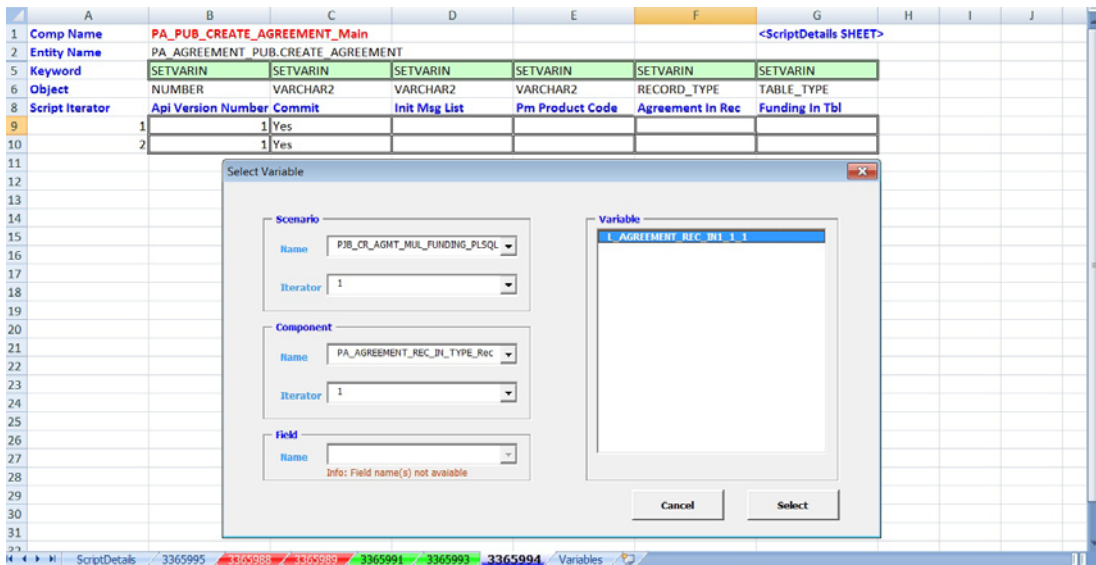 A B C D E F G H I J
1 Comp Name PA_PUB_CREATE_AGREEMENT_Main <ScriptDetails SHEET>
2 Entity Name PA_AGREEMENT_PUB.CREATE_AGREEMENT
5 Keyword SETVARIN SETVARIN SETVARIN SETVARIN SETVARIN SETVARIN
6 Object NUMBER VARCHAR2 VARCHAR2 VARCHAR2 RECORD_TYPE TABLE_TYPE
8 Script Iterator Api Version Number Commit Init Msg List Pm Product Code Agreement In Rec Funding In Tbl
9 1 1 Yes
10 2 1 Yes
11
Select Variable
12
13
14
Scenario Variable
15
L_AGREEMENT_REC_IN1_1_1
Name PJB_CR_AGMT_MUL_FUNDING_PLSQL
16
17
18
Iterator 1
19
20
Component
21
Name PA_AGREEMENT_REC_IN_TYPE_Rec
22
23
Iterator 1
24
25
26
Field
27
Name
28
Info: Field name(s) not avaiable
29
Cancel Select
30
31
32
ScriptDetails 3365995 3365988 3365989 3365991 3365993 3365994 Variables